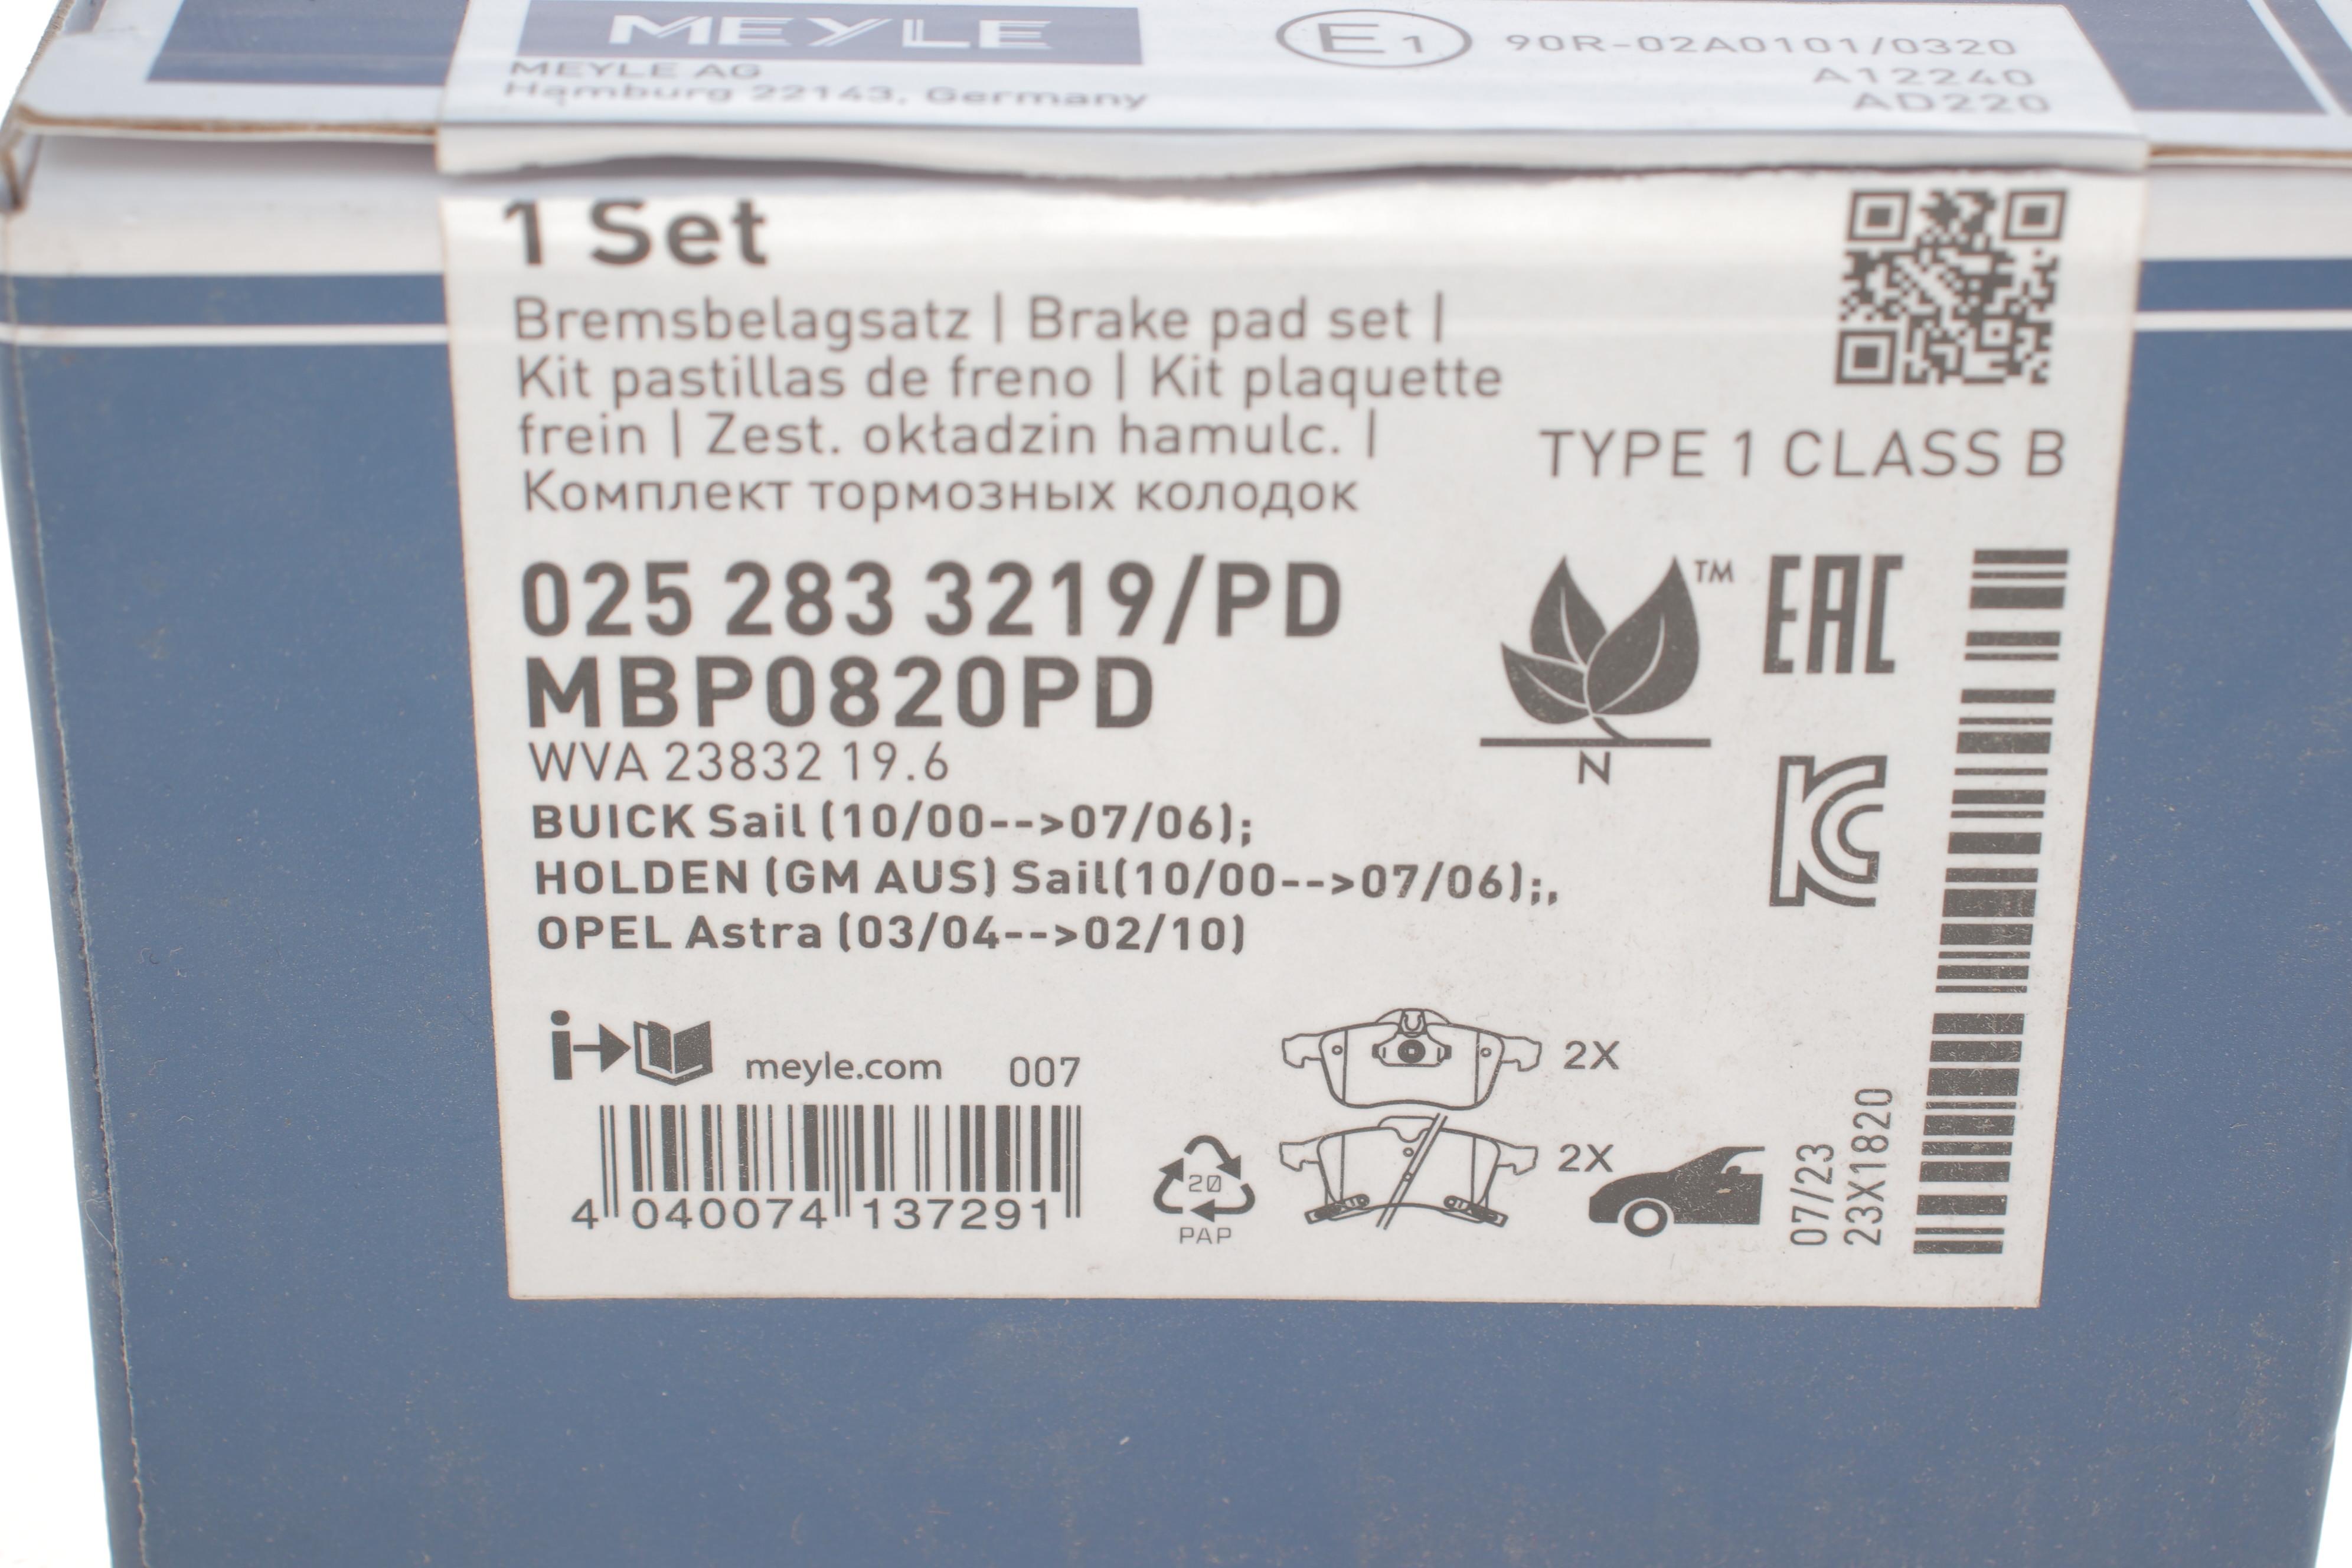 MEYLE
MEYLE AG
Hamburg 22143, Germany
E1
90R-02A0101/0320
A12240
AD220
1 Set
Bremsbelagsatz | Brake pad set |
Kit pastillas de freno | Kit plaquette
frein | Zest. okładzin hamulc. |
Комплект тормозных колодок
TYPE 1 CLASS B
025 283 3219/PD
MBP0820PD
WVA 23832 19.6
BUICK Sail (10/00-->07/06);
HOLDEN (GM AUS) Sail(10/00-->07/06);,
OPEL Astra (03/04-->02/10)
TM
N
EAC
KC
i
meyle.com
007
4 040074 137291
20
PAP
2X
2X
07/23
23X1820